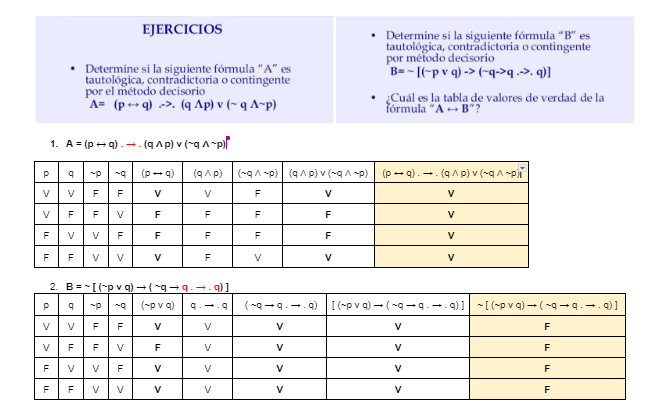 EJERCICIOS
• Determine si la siguiente fórmula "A" es
tautológica, contradictoria o contingente
por el método decisorio
A= (p ↔ q) .->. (q Λp) v (~ q Λ~p)
• Determine si la siguiente fórmula "B" es
tautológica, contradictoria o contingente
por método decisorio
B= ~ [(~p v q) -> (~q->q .->. q)]
• ¿Cuál es la tabla de valores de verdad de la
fórmula "A ↔ B"?
1. A = (p ↔ q) . → . (q Λ p) v (~q Λ ~p)
p q ~p ~q (p ↔ q) (q Λ p) (~q Λ ~p) (q Λ p) v (~q Λ ~p) (p ↔ q) . → . (q Λ p) v (~q Λ ~p)
V V F F V V F V V
V F F V F F F F V
F V V F F F F F V
F F V V V F V V V
2. B = ~ [ (~p v q) → ( ~q → q . → . q) ]
p q ~p ~q (~p v q) q . → . q ( ~q → q . → . q) [ (~p v q) → ( ~q → q . → . q) ] ~ [ (~p v q) → ( ~q → q . → . q) ]
V V F F V V V V F
V F F V F V V V F
F V V F V V V V F
F F V V V V V V F